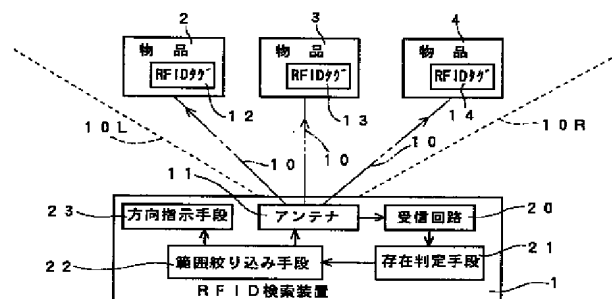 2 3 4
物品 物品 物品
RFIDタグ RFIDタグ RFIDタグ
12 13 14
10L 10R
10 10 10
11
23 方向指示手段 アンテナ 受信回路 20
22 範囲絞り込み手段 存在判定手段 21
RFID検索装置 1